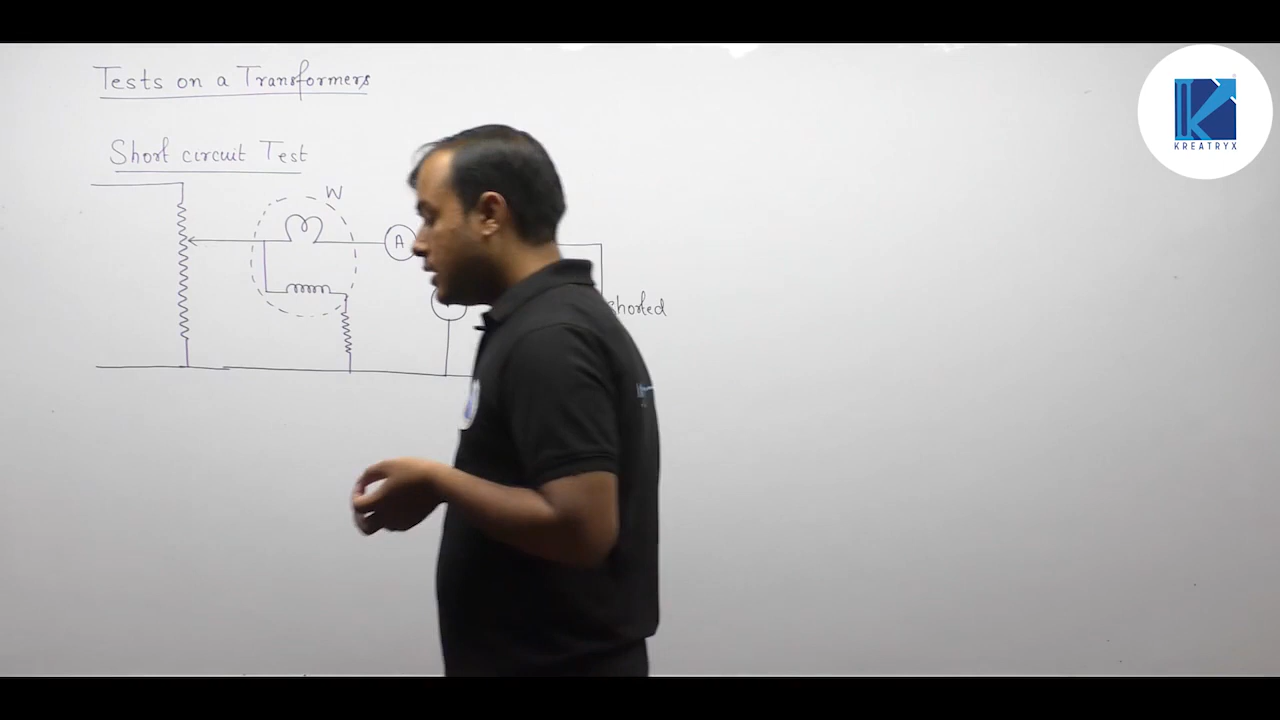 Tests on a Transformers
Short circuit Test
W
A
shorted
KREATRYX